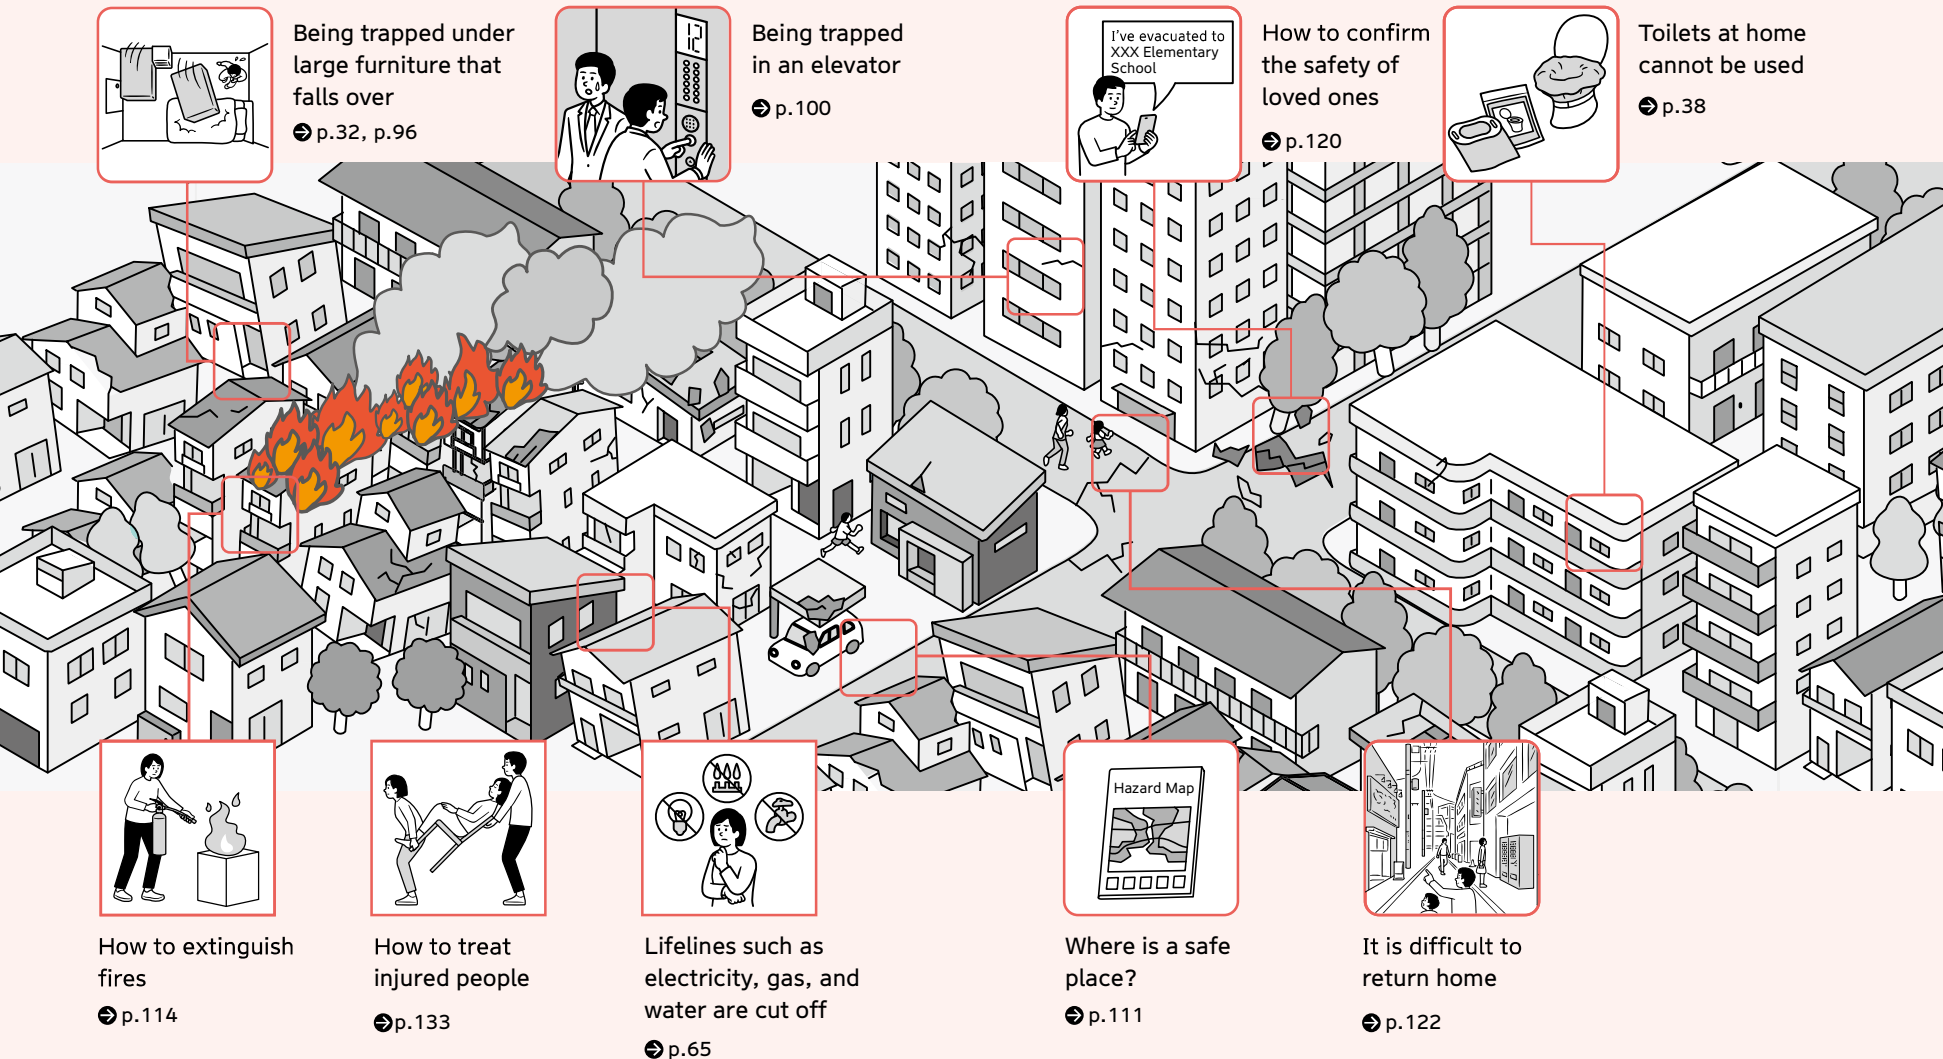 Being trapped under
large furniture that
falls over
p.32, p.96
12
Being trapped
in an elevator
p.100
I've evacuated to
XXX Elementary
School
How to confirm
the safety of
loved ones
p.120
Toilets at home
cannot be used
p.38
How to extinguish
fires
p.114
How to treat
injured people
p.133
Lifelines such as
electricity, gas, and
water are cut off
p.65
Hazard Map
Where is a safe
place?
p.111
It is difficult to
return home
p.122